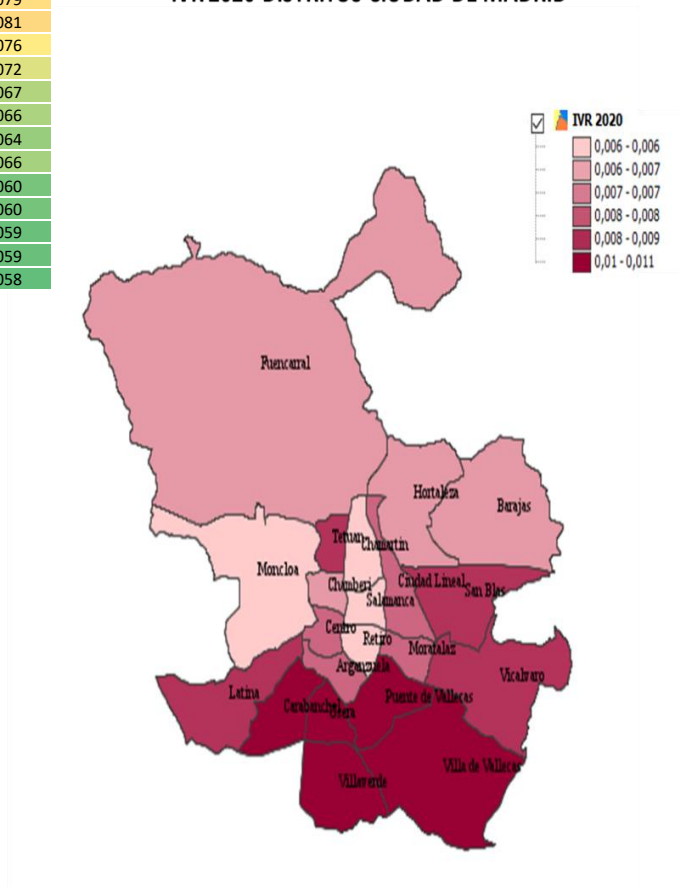 081
076
072
067
066
064
066
060
060
059
059
058
IVR 2020
0,006 - 0,006
0,006 - 0,007
0,007 - 0,007
0,008 - 0,008
0,008 - 0,009
0,01 - 0,011
Fuencarral
Hortaleza
Barajas
Tetuan
Chamartin
Moncloa
Chamberi
Ciudad Lineal
San Blas
Salamanca
Centro
Retiro
Moratalaz
Arganzuela
Vicalvaro
Latina
Puente de Vallecas
Carabanchel
Usera
Villa de Vallecas
Villaverde